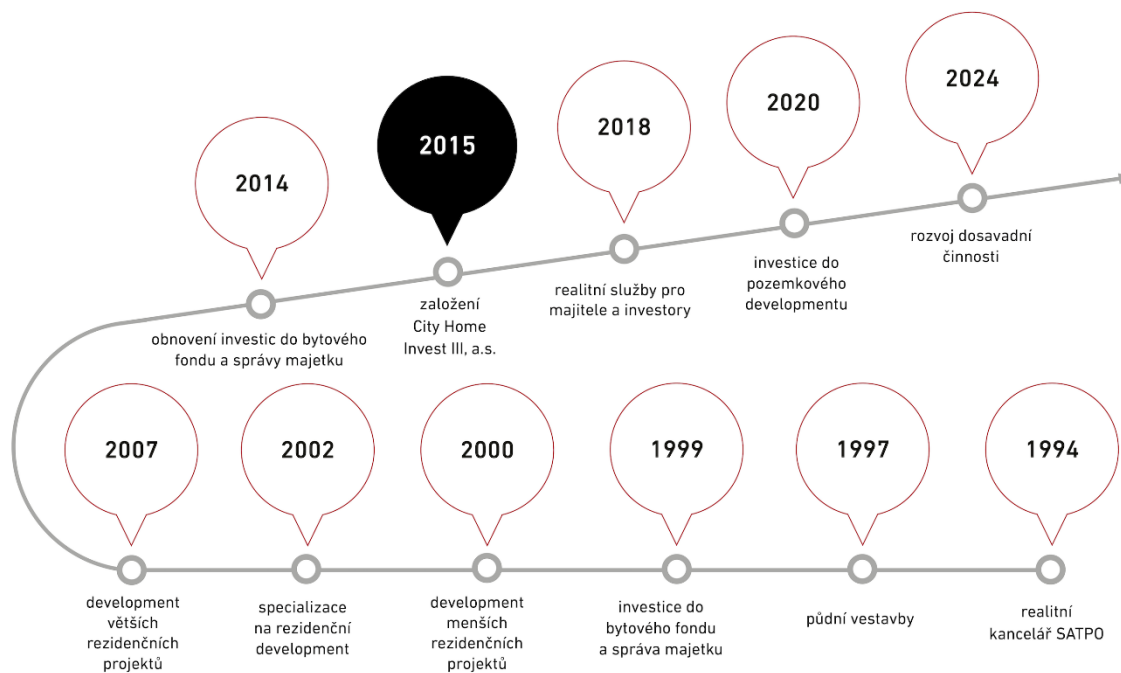 2024
2020
2018
2015
2014
rozvoj dosavadní
činnosti
investice do
pozemkového
developmentu
realitní služby pro
majitele a investory
založení
City Home
Invest III, a.s.
obnovení investic do bytového
fondu a správy majetku
2007
2002
2000
1999
1997
1994
development
větších
rezidenčních
projektů
specializace
na rezidenční
development
development
menších
rezidenčních
projektů
investice do
bytového fondu
a správa majetku
půdní vestavby
realitní
kancelář SATPO